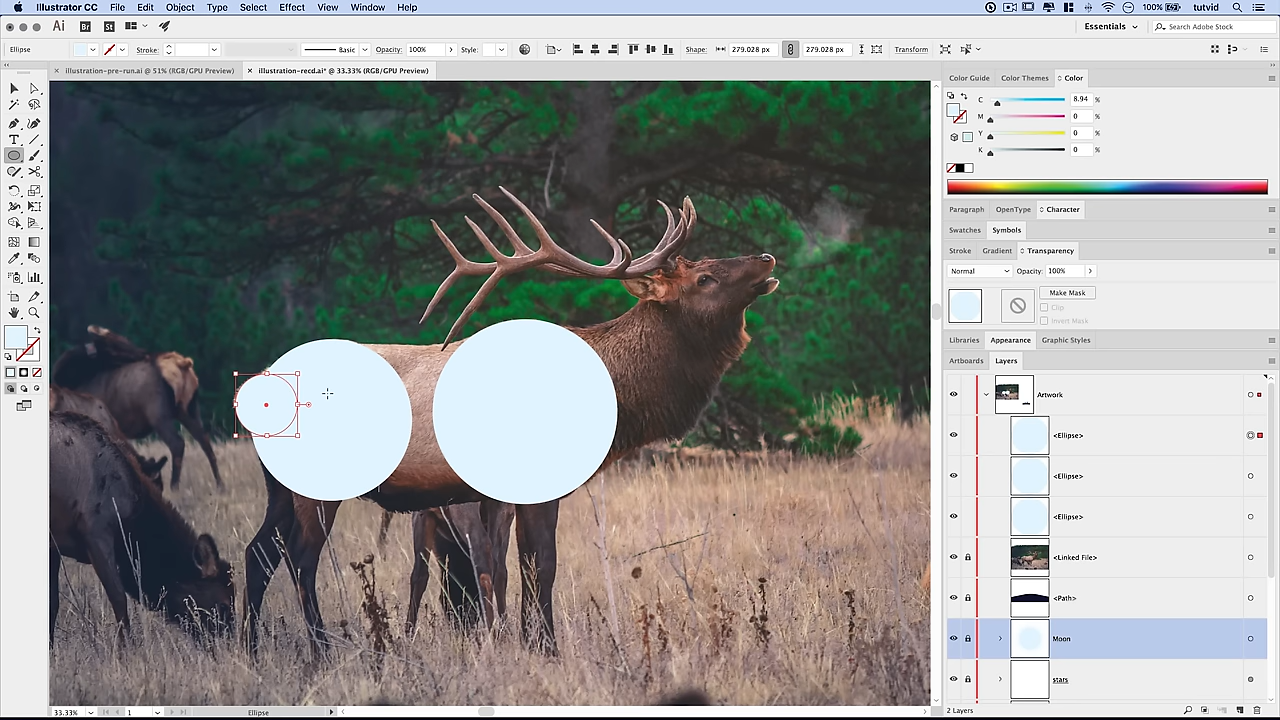 Illustrator CC File Edit Object Type Select Effect View Window Help 100% tutvid
Ai Br St Essentials Search Adobe Stock
Ellipse Stroke: Basic Opacity: 100% Style: Shape: 279.028 px 279.028 px Transform
illustration-pre-run.ai @ 51% (RGB/GPU Preview) illustration-recd.ai* @ 33.33% (RGB/GPU Preview)
Color Guide Color Themes Color
C 8.94 %
M 0 %
Y 0 %
K 0 %
Paragraph OpenType Character
Swatches Symbols
Stroke Gradient Transparency
Normal Opacity: 100%
Make Mask
Clip
Invert Mask
Libraries Appearance Graphic Styles
Artboards Layers
Artwork
<Ellipse>
<Ellipse>
<Ellipse>
<Linked File>
<Path>
Moon
stars
33.33% 1 Ellipse 2 Layers